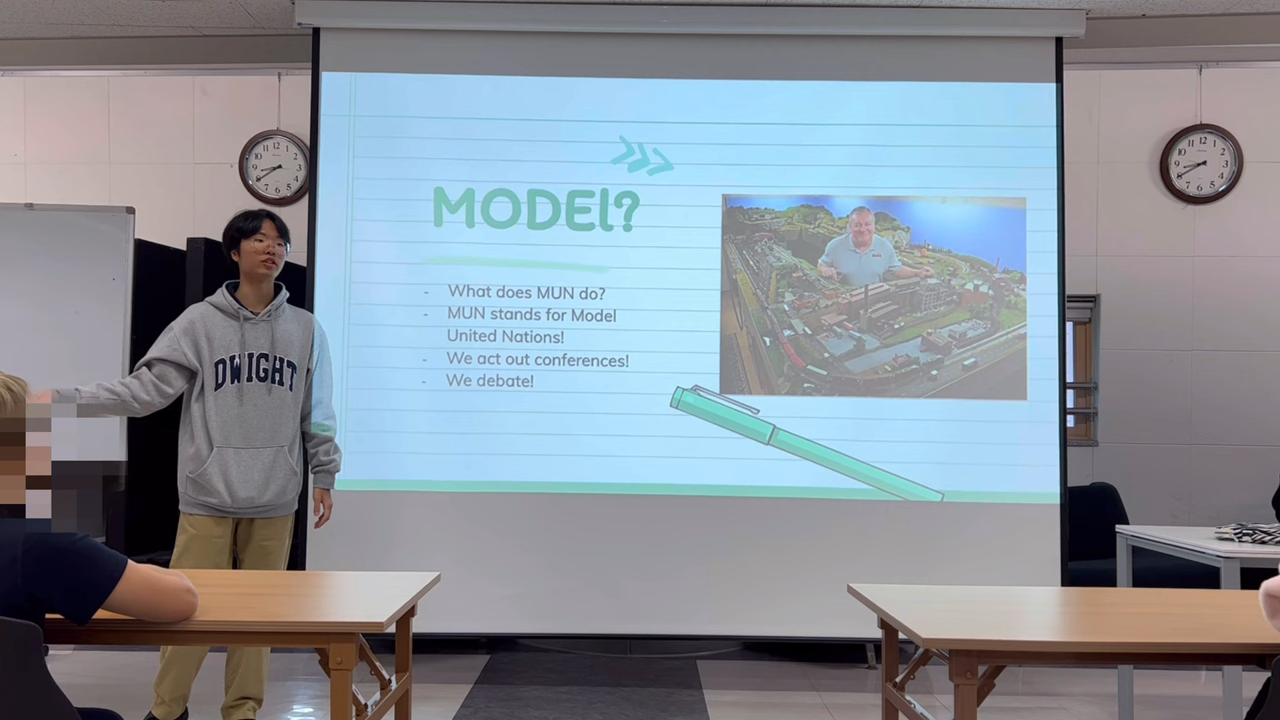 MODEl?
- What does MUN do?
- MUN stands for Model
United Nations!
- We act out conferences!
- We debate!
DWIGHT